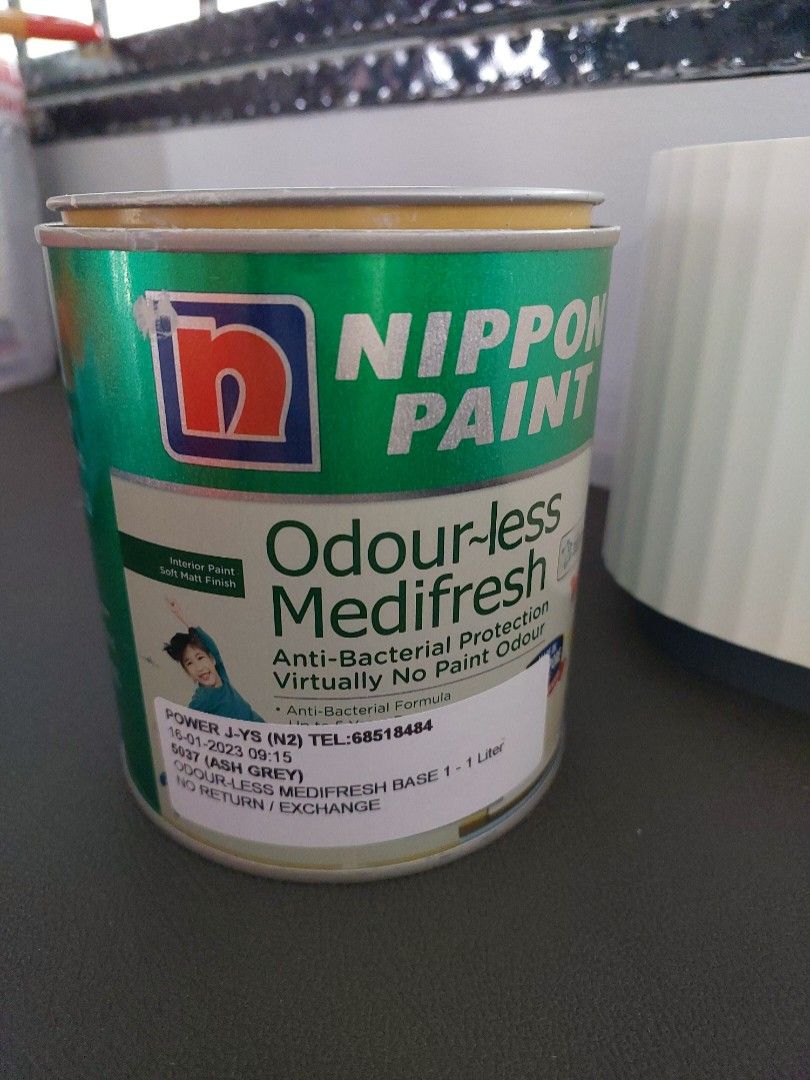 n
NIPPON
PAINT
Odour~less
Medifresh
Interior Paint
Soft Matt Finish
Anti-Bacterial Protection
Virtually No Paint Odour
• Anti-Bacterial Formula
POWER J-YS (N2) TEL:68518484
16-01-2023 09:15
5037 (ASH GREY)
ODOUR-LESS MEDIFRESH BASE 1 - 1 Liter
NO RETURN / EXCHANGE